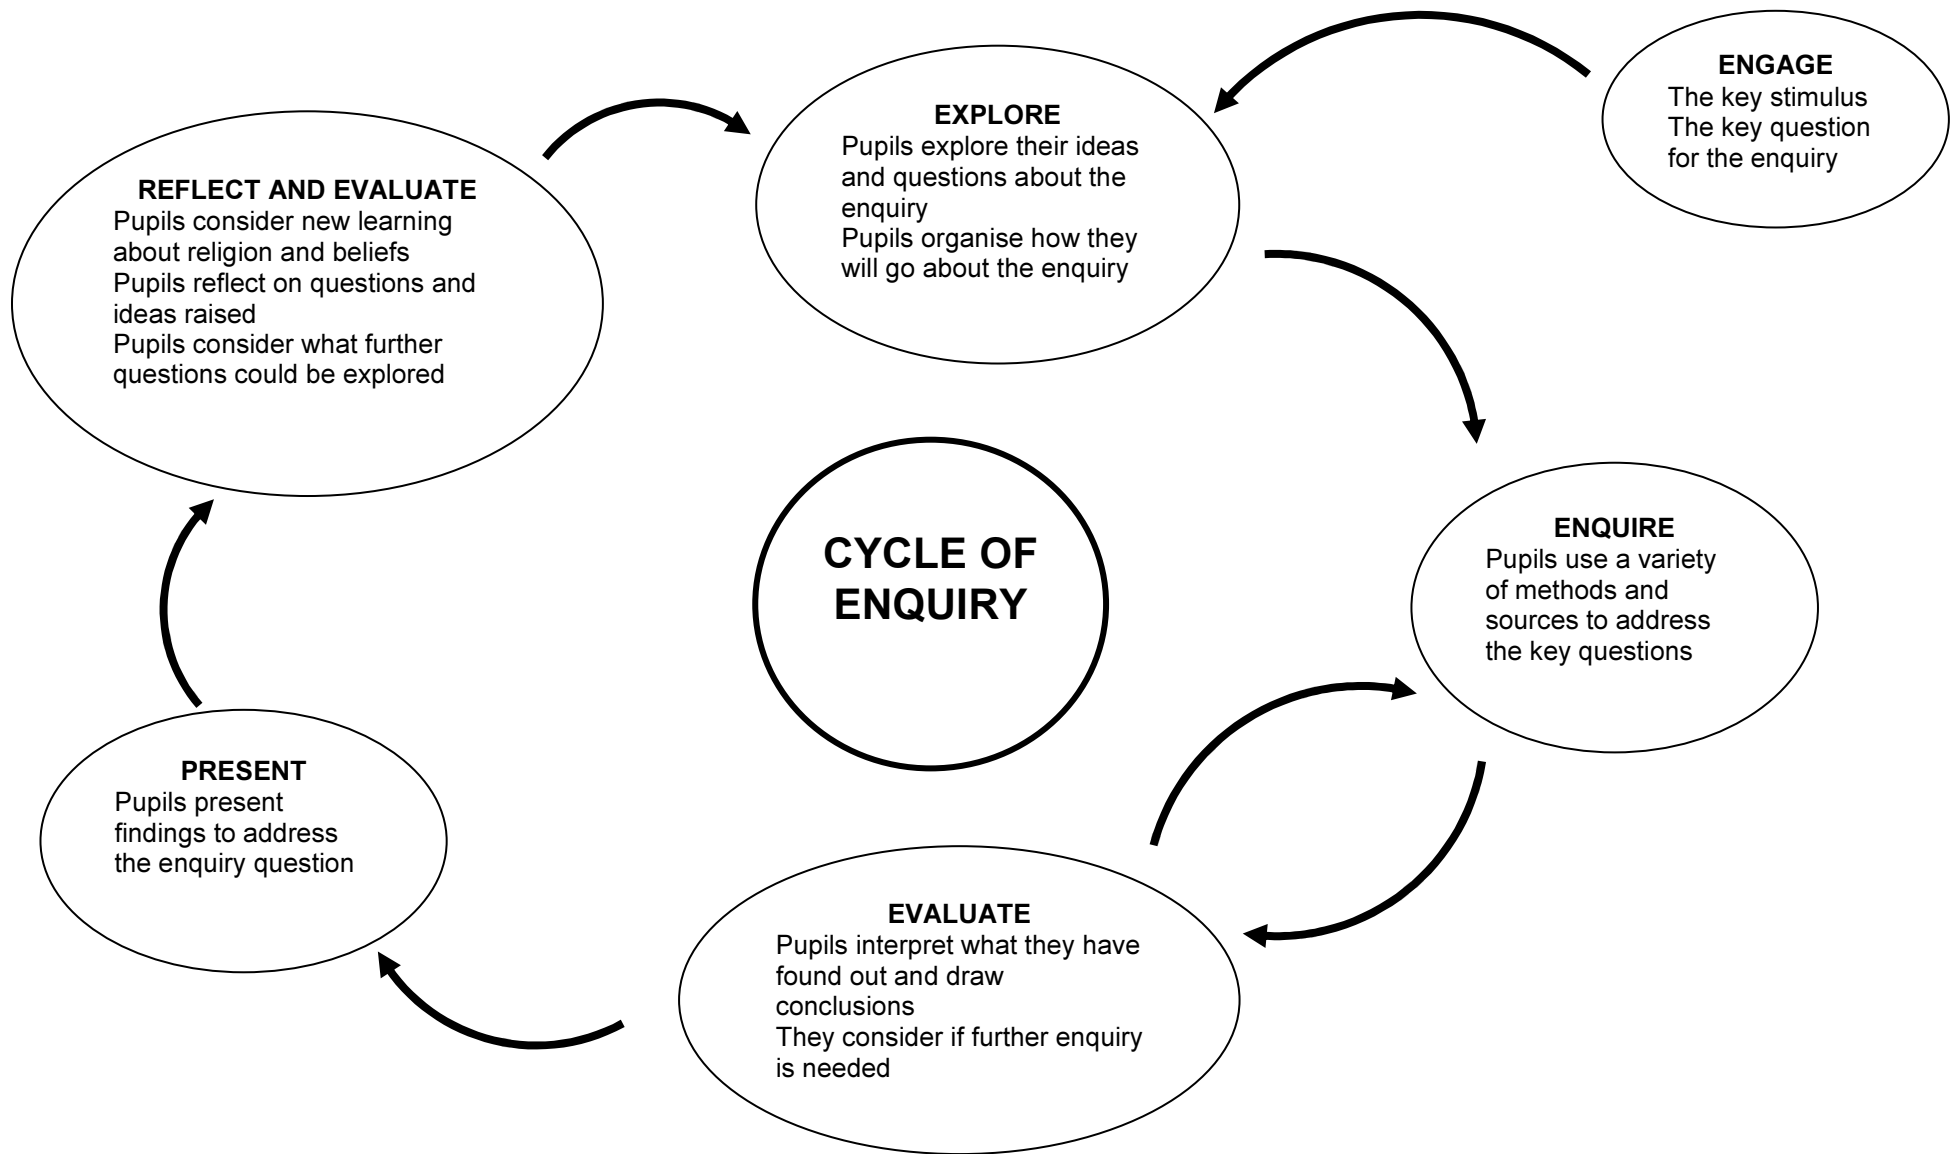 ENGAGE
The key stimulus
The key question
for the enquiry
EXPLORE
Pupils explore their ideas
and questions about the
enquiry
Pupils organise how they
will go about the enquiry
REFLECT AND EVALUATE
Pupils consider new learning
about religion and beliefs
Pupils reflect on questions and
ideas raised
Pupils consider what further
questions could be explored
CYCLE OF
ENQUIRY
ENQUIRE
Pupils use a variety
of methods and
sources to address
the key questions
PRESENT
Pupils present
findings to address
the enquiry question
EVALUATE
Pupils interpret what they have
found out and draw
conclusions
They consider if further enquiry
is needed